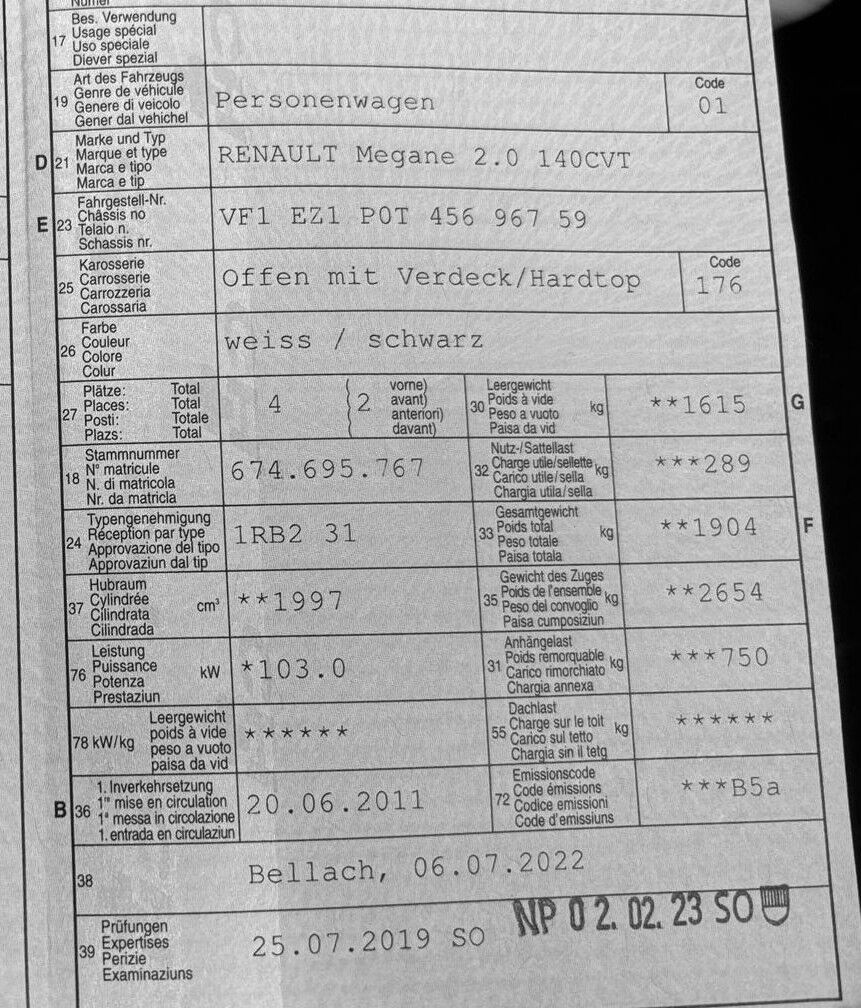 17 Bes. Verwendung
Usage spécial
Uso speciale
Diever spezial
19 Art des Fahrzeugs
Genre de véhicule
Genere di veicolo
Gener dal vehichel
Personenwagen
Code
01
D 21 Marke und Typ
Marque et type
Marca e tipo
Marca e tip
RENAULT Megane 2.0 140CVT
E 23 Fahrgestell-Nr.
Châssis no
Telaio n.
Schassis nr.
VF1 EZ1 P0T 456 967 59
25 Karosserie
Carrosserie
Carrozzeria
Carossaria
Offen mit Verdeck/Hardtop
Code
176
26 Farbe
Couleur
Colore
Colur
weiss / schwarz
27 Plätze: Total
Places: Total
Posti: Totale
Plazs: Total
4
2
vorne)
avant)
anteriori)
davant)
30 Leergewicht
Poids à vide
Peso a vuoto
Paisa da vid
kg
**1615
G
18 Stammnummer
N° matricule
N. di matricola
Nr. da matricla
674.695.767
32 Nutz-/Sattellast
Charge utile/sellette
Carico utile/sella
Chargia utila/sella
kg
***289
24 Typengenehmigung
Réception par type
Approvazione del tipo
Approvaziun dal tip
1RB2 31
33 Gesamtgewicht
Poids total
Peso totale
Paisa totala
kg
**1904
F
37 Hubraum
Cylindrée
Cilindrata
Cilindrada
cm³
**1997
35 Gewicht des Zuges
Poids de l'ensemble
Peso del convoglio
Paisa cumposiziun
kg
**2654
76 Leistung
Puissance
Potenza
Prestaziun
kW
*103.0
31 Anhängelast
Poids remorquable
Carico rimorchiato
Chargia annexa
kg
***750
78 kW/kg
Leergewicht
poids à vide
peso a vuoto
paisa da vid
******
55 Dachlast
Charge sur le toit
Carico sul tetto
Chargia sin il tetg
kg
******
B 36 1. Inverkehrsetzung
1re mise en circulation
1a messa in circolazione
1. entrada en circulaziun
20.06.2011
72 Emissionscode
Code émissions
Codice emissioni
Code d'emissiuns
***B5a
38
Bellach, 06.07.2022
39 Prüfungen
Expertises
Perizie
Examinaziuns
25.07.2019 SO
NP 02. 02. 23 SO